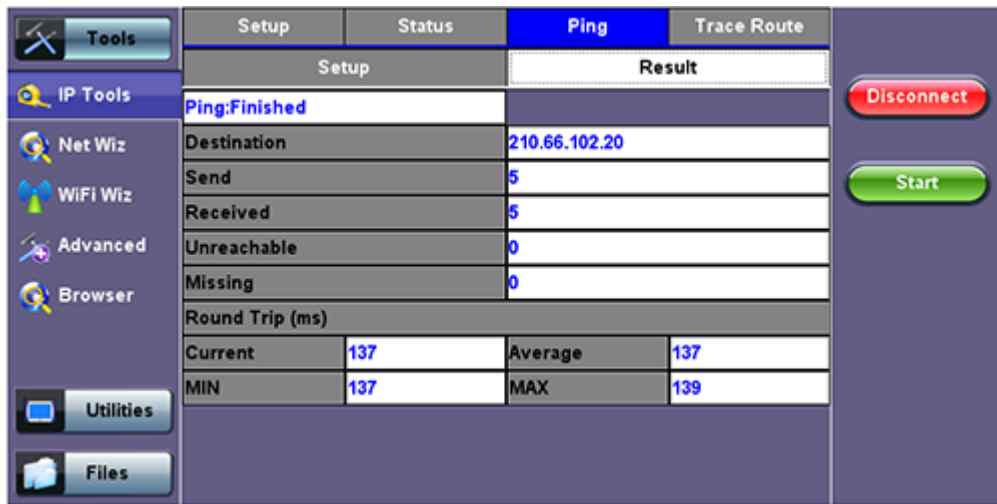 Tools
Setup Status Ping Trace Route
Setup Result
IP Tools
Net Wiz
WiFi Wiz
Advanced
Browser
Utilities
Files
Ping:Finished
Destination 210.66.102.20
Send 5
Received 5
Unreachable 0
Missing 0
Round Trip (ms)
Current 137 Average 137
MIN 137 MAX 139
Disconnect
Start